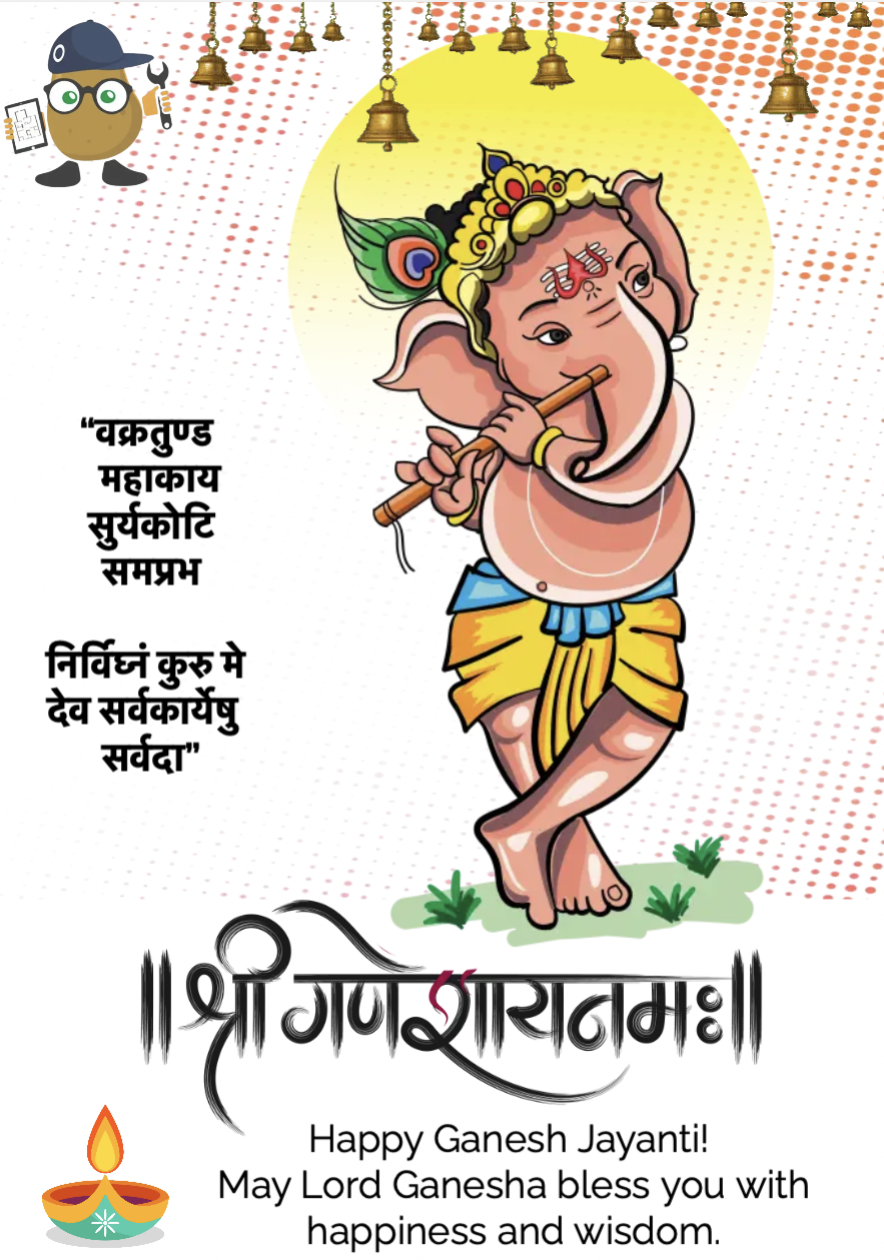 “वक्रतुण्ड
महाकाय
सुर्यकोटि
समप्रभ
निर्विघ्नं कुरु मे
देव सर्वकार्येषु
सर्वदा”
॥श्री गणेशाय नमः॥
Happy Ganesh Jayanti!
May Lord Ganesha bless you with
happiness and wisdom.